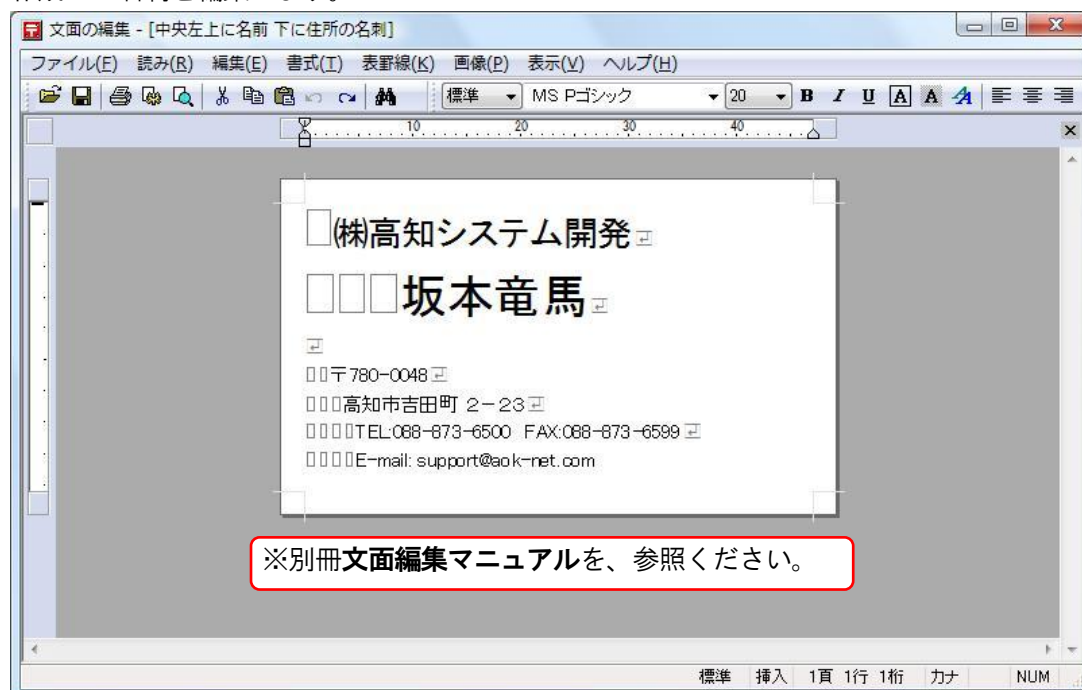 文面の編集 - [中央左上に名前 下に住所の名刺]
ファイル(F) 読み(R) 編集(E) 書式(T) 表罫線(K) 画像(P) 表示(V) ヘルプ(H)
標準 MS Pゴシック 20 B I U A A A
10 20 30 40
㈱高知システム開発
坂本竜馬
〒780-0048
高知市吉田町 2-23
TEL:088-873-6500 FAX:088-873-6599
E-mail: support@aok-net.com
※別冊文面編集マニュアルを、参照ください。
標準 挿入 1頁 1行 1桁 カナ NUM